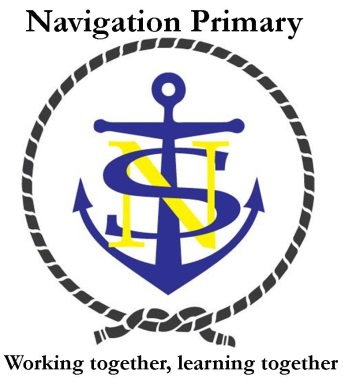 Navigation Primary
NS
Working together, learning together